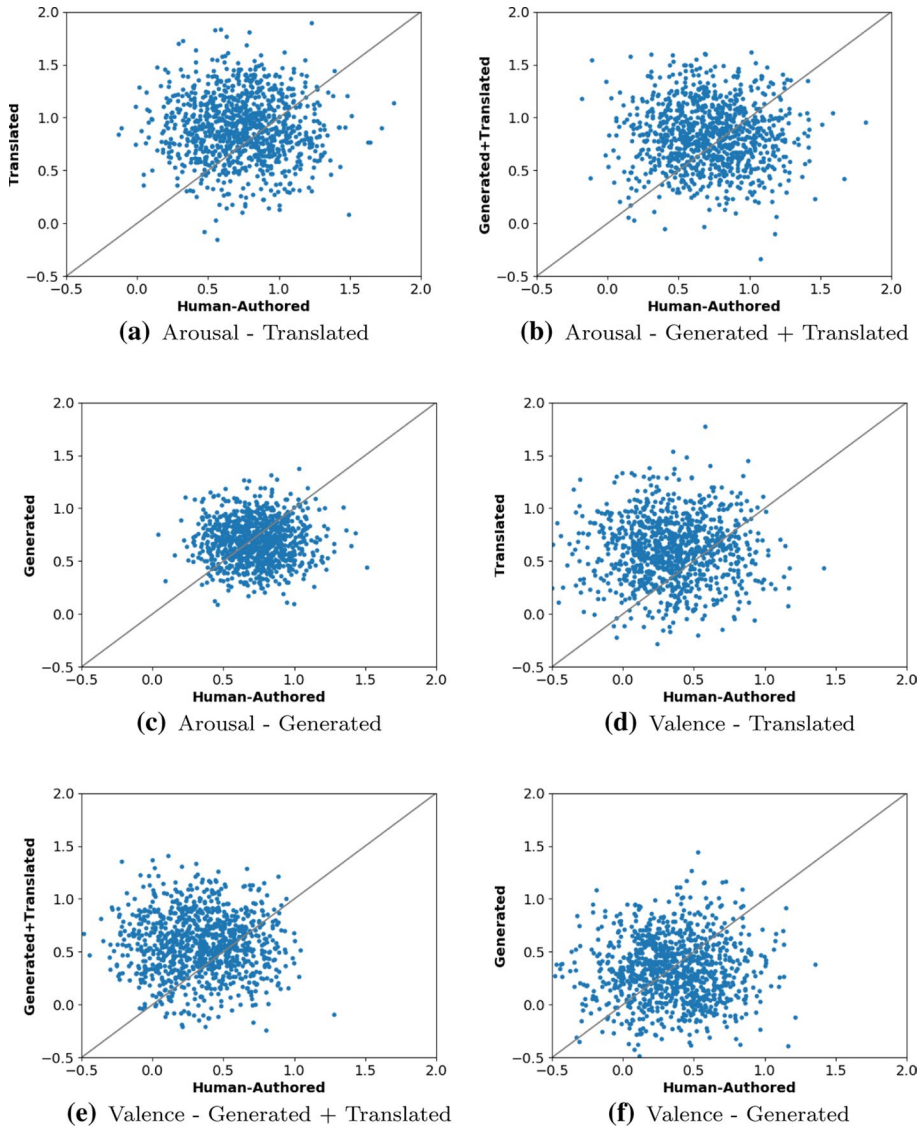 2.0
1.5
1.0
0.5
0.0
−0.5
Translated
−0.5 0.0 0.5 1.0 1.5 2.0
Human-Authored
(a) Arousal - Translated
2.0
1.5
1.0
0.5
0.0
−0.5
Generated+Translated
−0.5 0.0 0.5 1.0 1.5 2.0
Human-Authored
(b) Arousal - Generated + Translated
2.0
1.5
1.0
0.5
0.0
−0.5
Generated
−0.5 0.0 0.5 1.0 1.5 2.0
Human-Authored
(c) Arousal - Generated
2.0
1.5
1.0
0.5
0.0
−0.5
Translated
−0.5 0.0 0.5 1.0 1.5 2.0
Human-Authored
(d) Valence - Translated
2.0
1.5
1.0
0.5
0.0
−0.5
Generated+Translated
−0.5 0.0 0.5 1.0 1.5 2.0
Human-Authored
(e) Valence - Generated + Translated
2.0
1.5
1.0
0.5
0.0
−0.5
Generated
−0.5 0.0 0.5 1.0 1.5 2.0
Human-Authored
(f) Valence - Generated